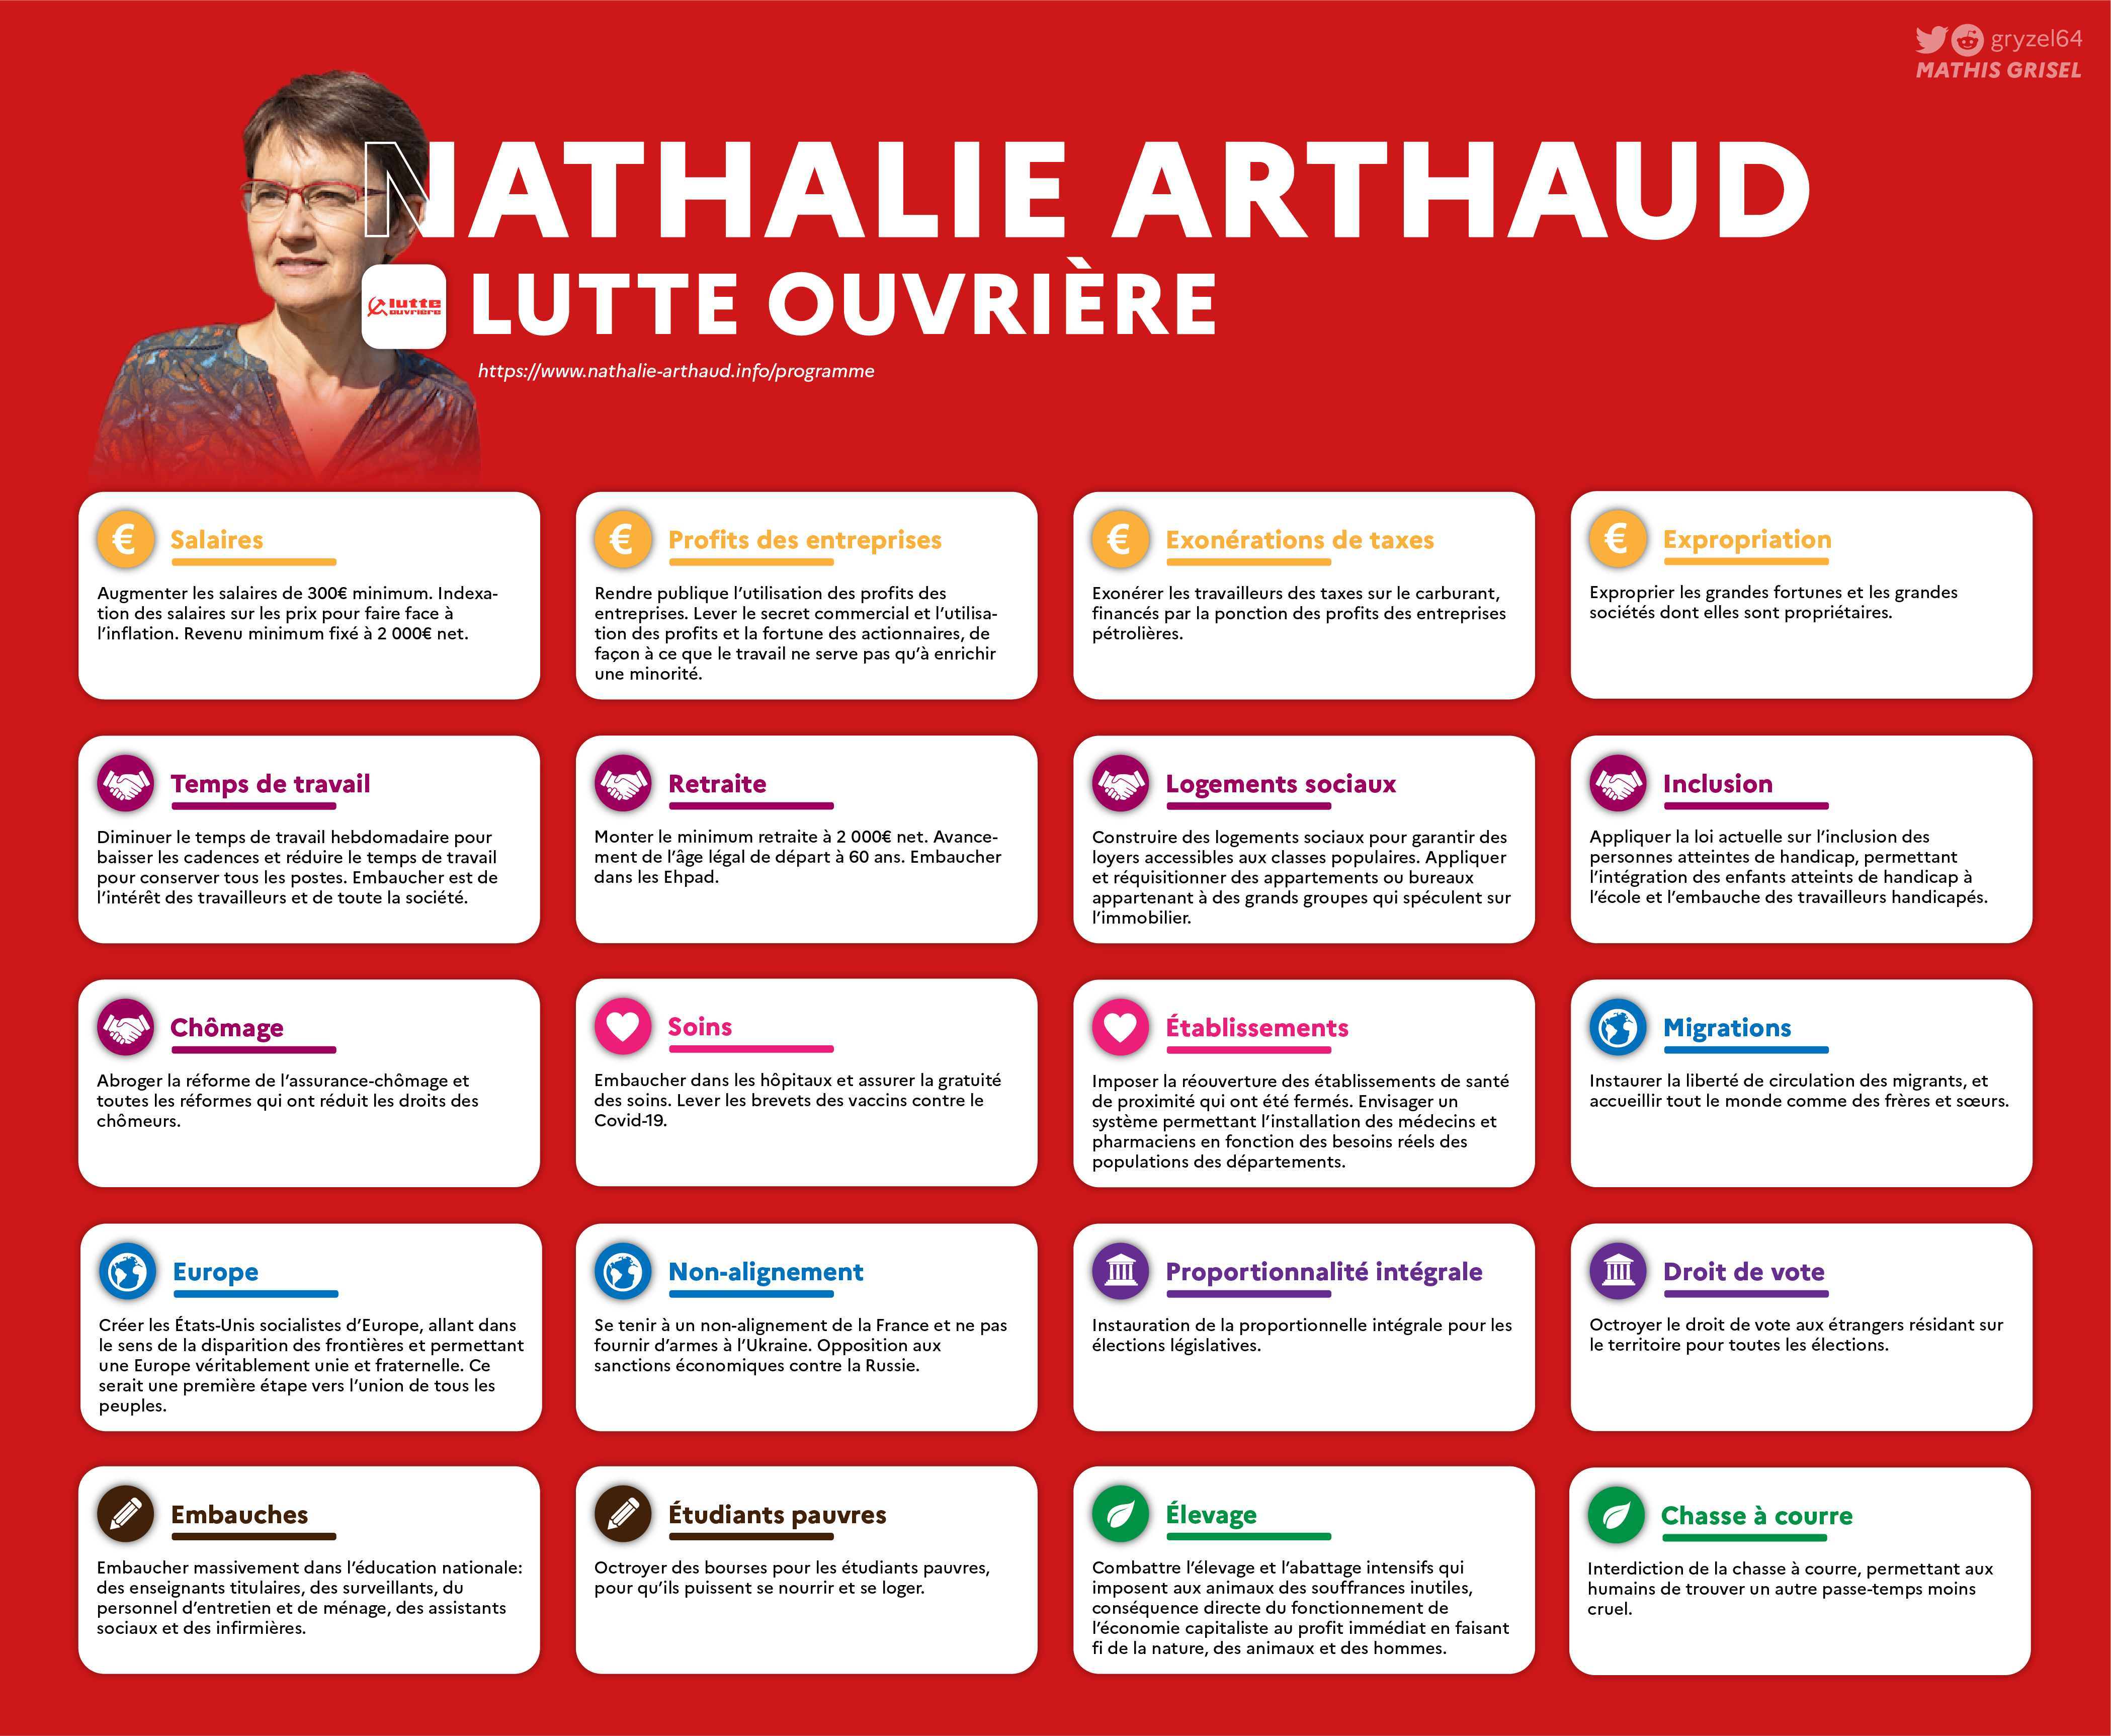 gryzel64
MATHIS GRISEL
NATHALIE ARTHAUD
lutte
ouvrière
LUTTE OUVRIÈRE
https://www.nathalie-arthaud.info/programme
Salaires
Augmenter les salaires de 300€ minimum. Indexa-
tion des salaires sur les prix pour faire face à
l'inflation. Revenu minimum fixé à 2 000€ net.
Profits des entreprises
Rendre publique l'utilisation des profits des
entreprises. Lever le secret commercial et l'utilisa-
tion des profits et la fortune des actionnaires, de
façon à ce que le travail ne serve pas qu'à enrichir
une minorité.
Exonérations de taxes
Exonérer les travailleurs des taxes sur le carburant,
financés par la ponction des profits des entreprises
pétrolières.
Expropriation
Exproprier les grandes fortunes et les grandes
sociétés dont elles sont propriétaires.
Temps de travail
Diminuer le temps de travail hebdomadaire pour
baisser les cadences et réduire le temps de travail
pour conserver tous les postes. Embaucher est de
l'intérêt des travailleurs et de toute la société.
Retraite
Monter le minimum retraite à 2 000€ net. Avance-
ment de l'âge légal de départ à 60 ans. Embaucher
dans les Ehpad.
Logements sociaux
Construire des logements sociaux pour garantir des
loyers accessibles aux classes populaires. Appliquer
et réquisitionner des appartements ou bureaux
appartenant à des grands groupes qui spéculent sur
l'immobilier.
Inclusion
Appliquer la loi actuelle sur l'inclusion des
personnes atteintes de handicap, permettant
l'intégration des enfants atteints de handicap à
l'école et l'embauche des travailleurs handicapés.
Chômage
Abroger la réforme de l'assurance-chômage et
toutes les réformes qui ont réduit les droits des
chômeurs.
Soins
Embaucher dans les hôpitaux et assurer la gratuité
des soins. Lever les brevets des vaccins contre le
Covid-19.
Établissements
Imposer la réouverture des établissements de santé
de proximité qui ont été fermés. Envisager un
système permettant l'installation des médecins et
pharmaciens en fonction des besoins réels des
populations des départements.
Migrations
Instaurer la liberté de circulation des migrants, et
accueillir tout le monde comme des frères et sœurs.
Europe
Créer les États-Unis socialistes d'Europe, allant dans
le sens de la disparition des frontières et permettant
une Europe véritablement unie et fraternelle. Ce
serait une première étape vers l'union de tous les
peuples.
Non-alignement
Se tenir à un non-alignement de la France et ne pas
fournir d'armes à l'Ukraine. Opposition aux
sanctions économiques contre la Russie.
Proportionnalité intégrale
Instauration de la proportionnelle intégrale pour les
élections législatives.
Droit de vote
Octroyer le droit de vote aux étrangers résidant sur
le territoire pour toutes les élections.
Embauches
Embaucher massivement dans l'éducation nationale:
des enseignants titulaires, des surveillants, du
personnel d'entretien et de ménage, des assistants
sociaux et des infirmières.
Étudiants pauvres
Octroyer des bourses pour les étudiants pauvres,
pour qu'ils puissent se nourrir et se loger.
Élevage
Combattre l'élevage et l'abattage intensifs qui
imposent aux animaux des souffrances inutiles,
conséquence directe du fonctionnement de
l'économie capitaliste au profit immédiat en faisant
fi de la nature, des animaux et des hommes.
Chasse à courre
Interdiction de la chasse à courre, permettant aux
humains de trouver un autre passe-temps moins
cruel.